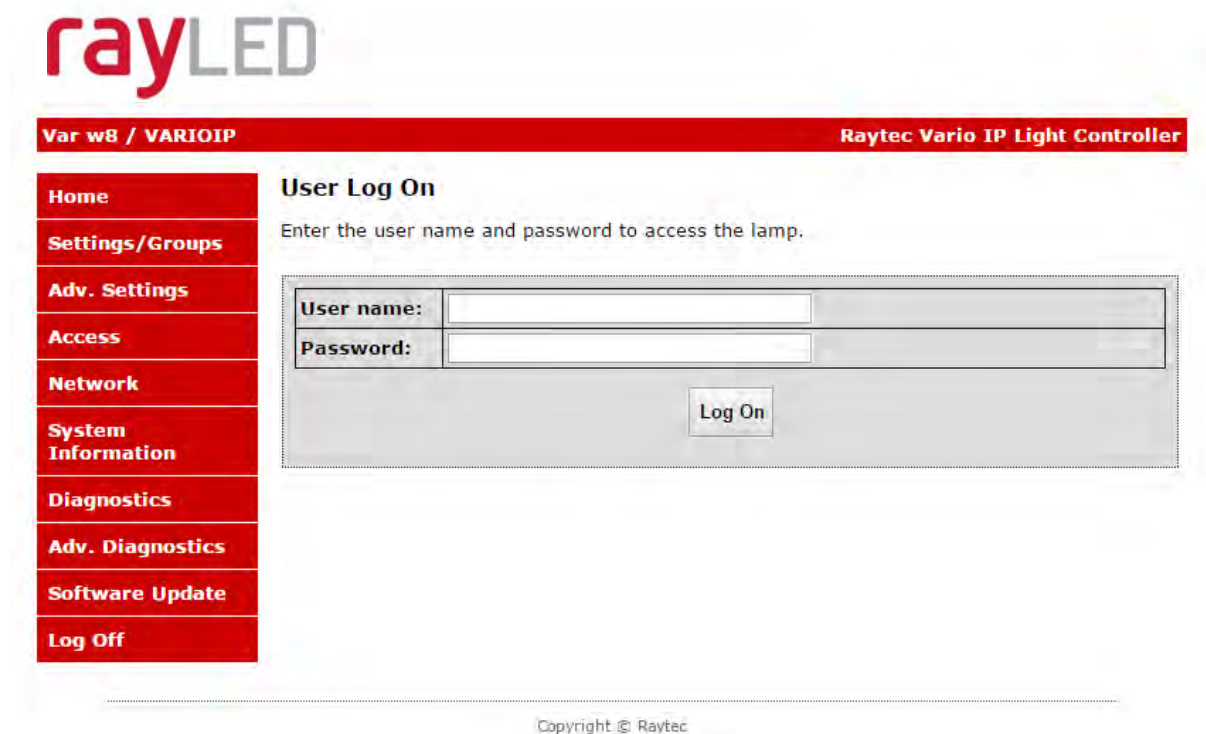 rayLED
Var w8 / VARIOIP
Raytec Vario IP Light Controller
Home
Settings/Groups
Adv. Settings
Access
Network
System
Information
Diagnostics
Adv. Diagnostics
Software Update
Log Off
User Log On
Enter the user name and password to access the lamp.
User name:
Password:
Log On
Copyright © Raytec